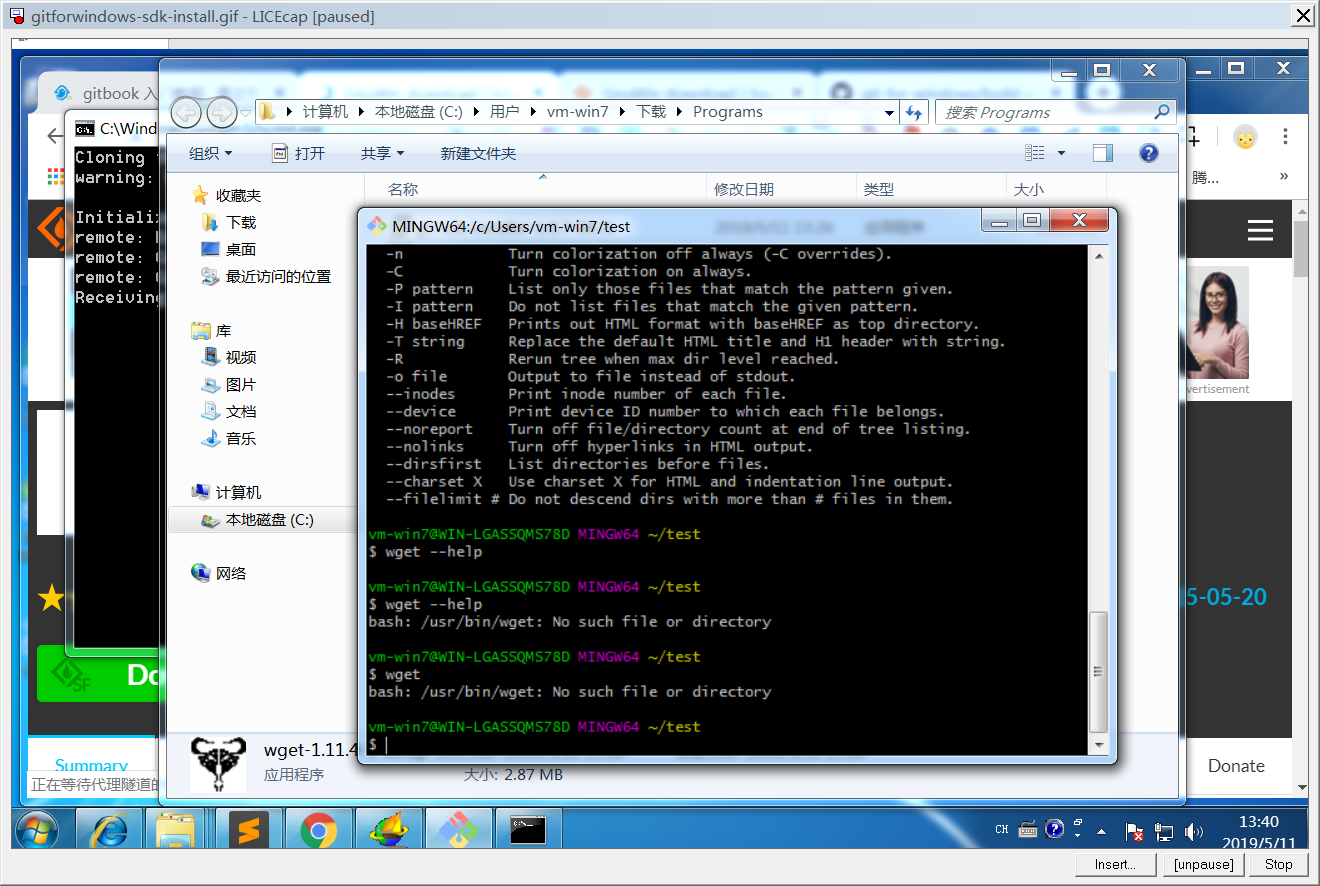 gitforwindows-sdk-install.gif - LICEcap [paused]
gitbook 入
计算机 本地磁盘 (C:) 用户 vm-win7 下载 Programs
搜索 Programs
C:\Wind
组织 打开 共享 新建文件夹
Cloning
warning:
Initializ
remote:
remote:
remote:
Receiving
腾...
»
收藏夹
下载
桌面
最近访问的位置
库
视频
图片
文档
音乐
计算机
本地磁盘 (C:)
网络
名称 修改日期 类型 大小
MINGW64:/c/Users/vm-win7/test
-n Turn colorization off always (-C overrides).
-C Turn colorization on always.
-P pattern List only those files that match the pattern given.
-I pattern Do not list files that match the given pattern.
-H baseHREF Prints out HTML format with baseHREF as top directory.
-T string Replace the default HTML title and H1 header with string.
-R Rerun tree when max dir level reached.
-o file Output to file instead of stdout.
--inodes Print inode number of each file.
--device Print device ID number to which each file belongs.
--noreport Turn off file/directory count at end of tree listing.
--nolinks Turn off hyperlinks in HTML output.
--dirsfirst List directories before files.
--charset X Use charset X for HTML and indentation line output.
--filelimit # Do not descend dirs with more than # files in them.
vm-win7@WIN-LGASSQMS78D MINGW64 ~/test
$ wget --help
vm-win7@WIN-LGASSQMS78D MINGW64 ~/test
$ wget --help
bash: /usr/bin/wget: No such file or directory
vm-win7@WIN-LGASSQMS78D MINGW64 ~/test
$ wget
bash: /usr/bin/wget: No such file or directory
vm-win7@WIN-LGASSQMS78D MINGW64 ~/test
$
vertisement
5-05-20
SF
Do
Summary
正在等待代理隧道
wget-1.11.4
应用程序 大小: 2.87 MB
Donate
CH
13:40
2019/5/11
Insert... [unpause] Stop